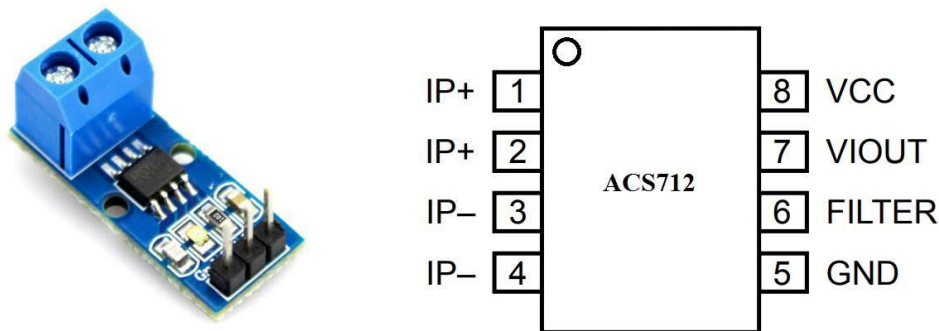 IP+ 1
IP+ 2
IP– 3
IP– 4
ACS712
8 VCC
7 VIOUT
6 FILTER
5 GND